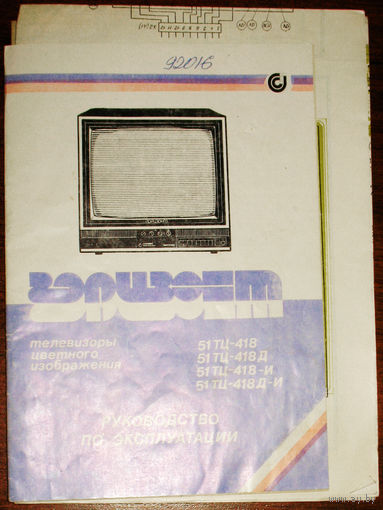 92016
горизонт
телевизоры
цветного
изображения
51ТЦ-418
51ТЦ-418Д
51ТЦ-418-И
51ТЦ-418Д-И
РУКОВОДСТВО
ПО ЭКСПЛУАТАЦИИ